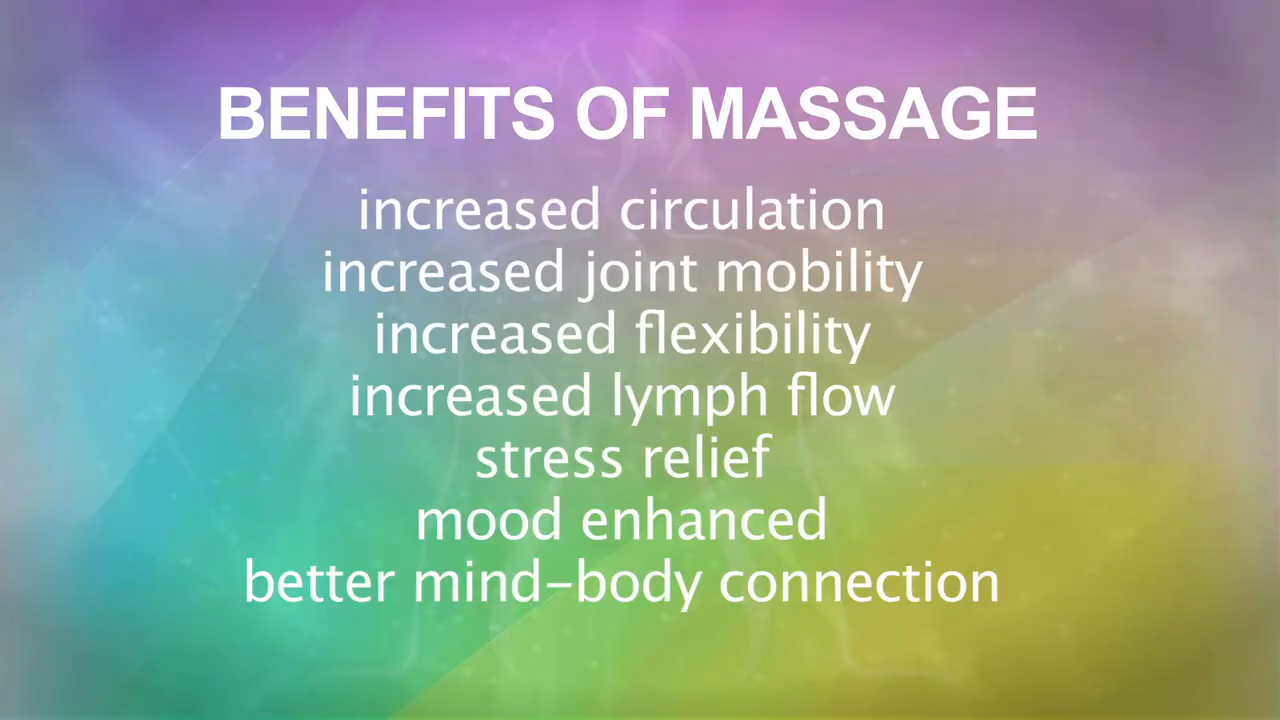 BENEFITS OF MASSAGE
increased circulation
increased joint mobility
increased flexibility
increased lymph flow
stress relief
mood enhanced
better mind–body connection